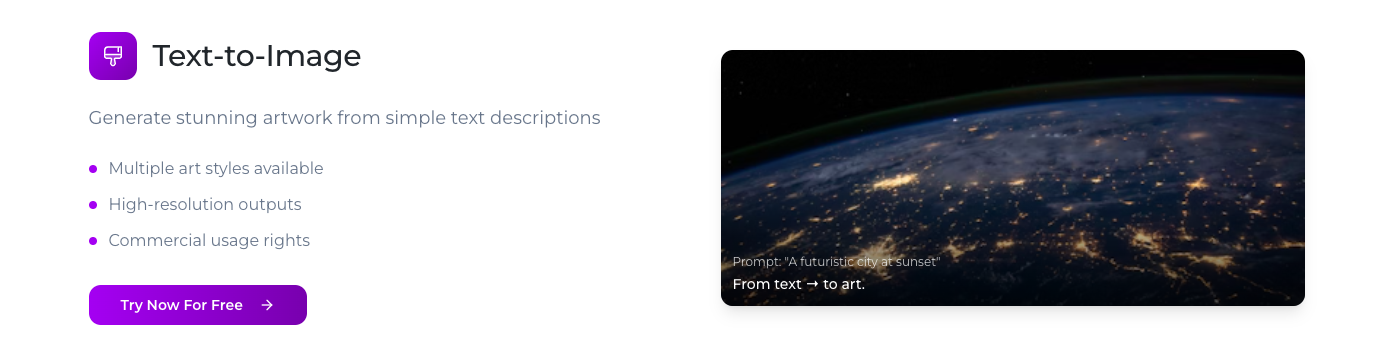 Text-to-Image
Generate stunning artwork from simple text descriptions
Multiple art styles available
High-resolution outputs
Commercial usage rights
Try Now For Free →
Prompt: "A futuristic city at sunset"
From text → to art.